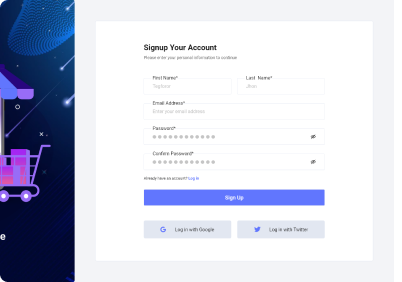 Signup Your Account
Please enter your personal information to continue
First Name*
Last Name*
Jhon
Email Address*
Enter your email address
Password*
Confirm Password*
Already have an account? Log in
Sign Up
G Log in with Google
Log in with Twitter
e